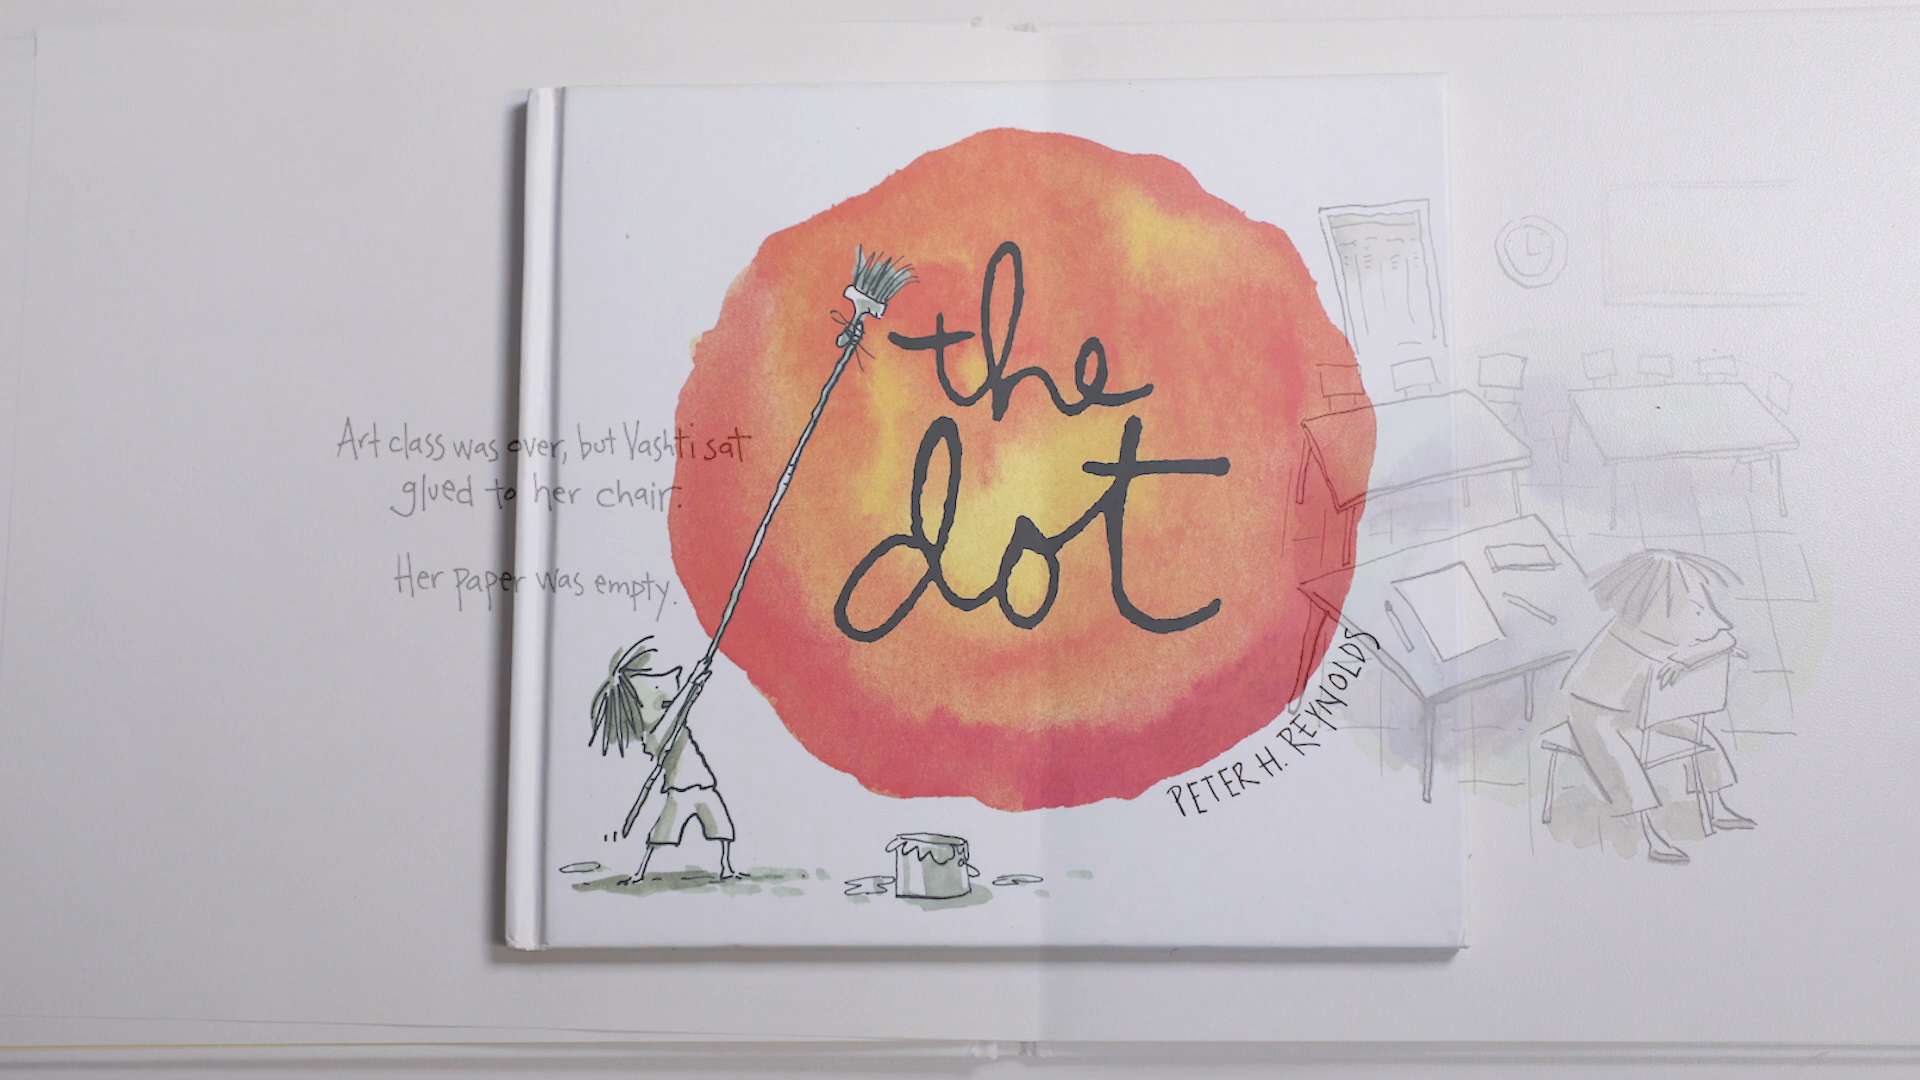 the
dot
PETER H. REYNOLDS
Art class was over, but Vashti sat
glued to her chair.
Her paper was empty.